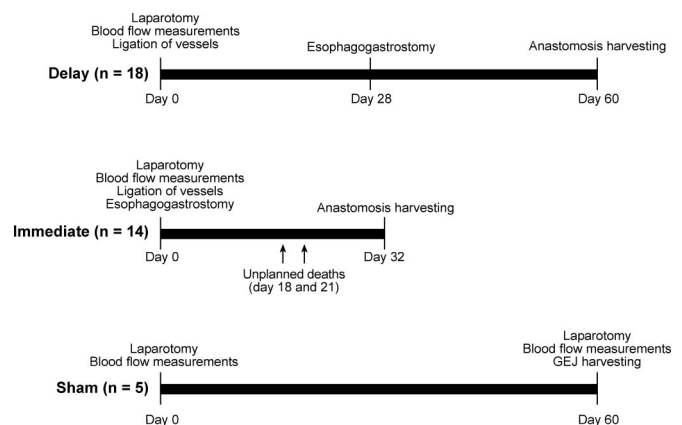 Laparotomy
Blood flow measurements
Ligation of vessels
Esophagogastrostomy
Anastomosis harvesting
Delay (n = 18)
Day 0
Day 28
Day 60
Laparotomy
Blood flow measurements
Ligation of vessels
Esophagogastrostomy
Anastomosis harvesting
Immediate (n = 14)
Day 0
Day 32
Unplanned deaths
(day 18 and 21)
Laparotomy
Blood flow measurements
Laparotomy
Blood flow measurements
GEJ harvesting
Sham (n = 5)
Day 0
Day 60